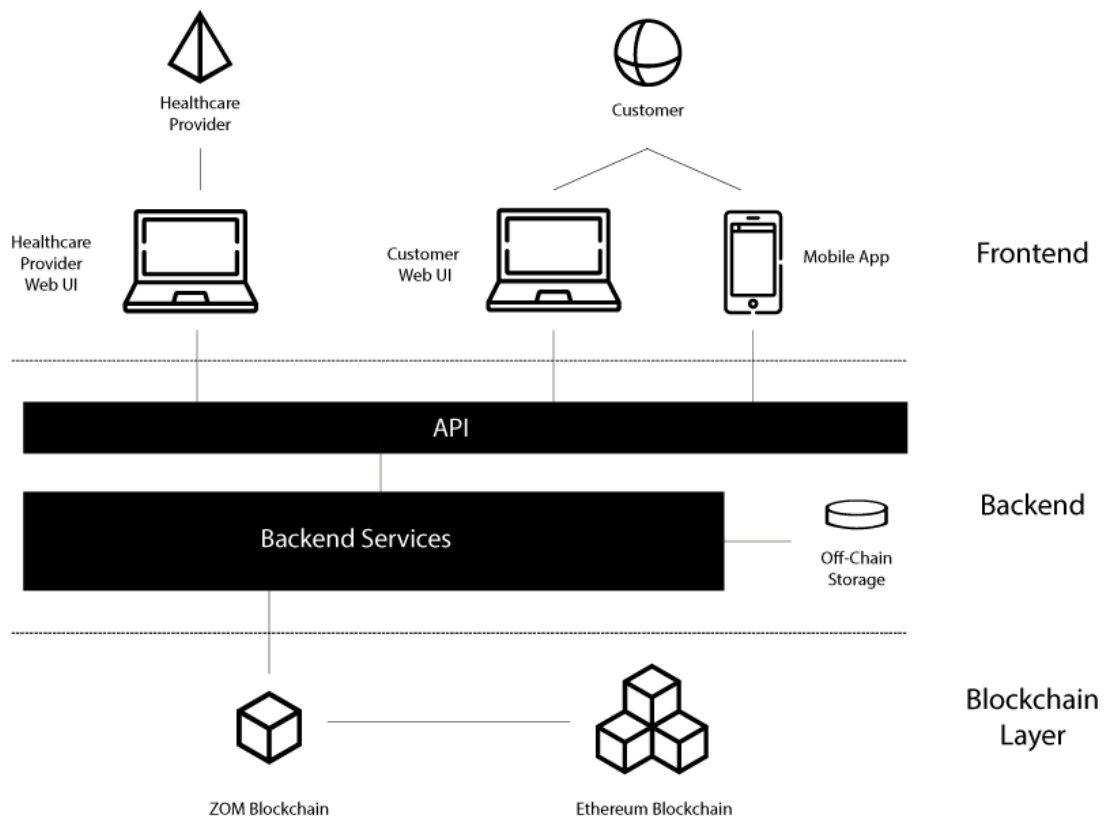 Healthcare
Provider
Customer
Healthcare
Provider
Web UI
Customer
Web UI
Mobile App
Frontend
API
Backend Services
Off-Chain
Storage
Backend
ZOM Blockchain
Ethereum Blockchain
Blockchain
Layer